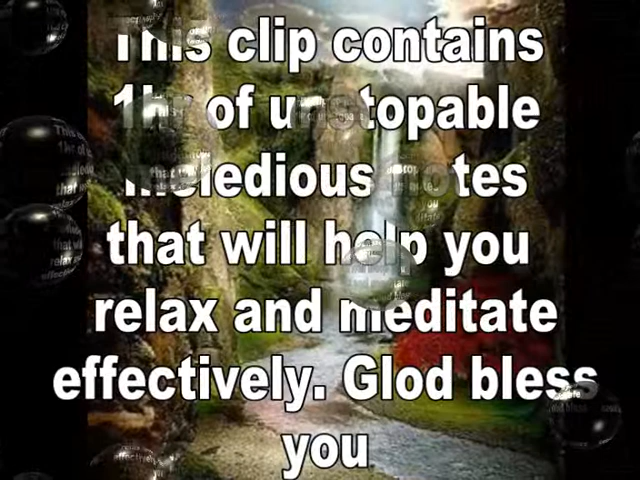 This clip contains
1hr of unstopable
meledious notes
that will help you
relax and meditate
effectively. Glod bless
you